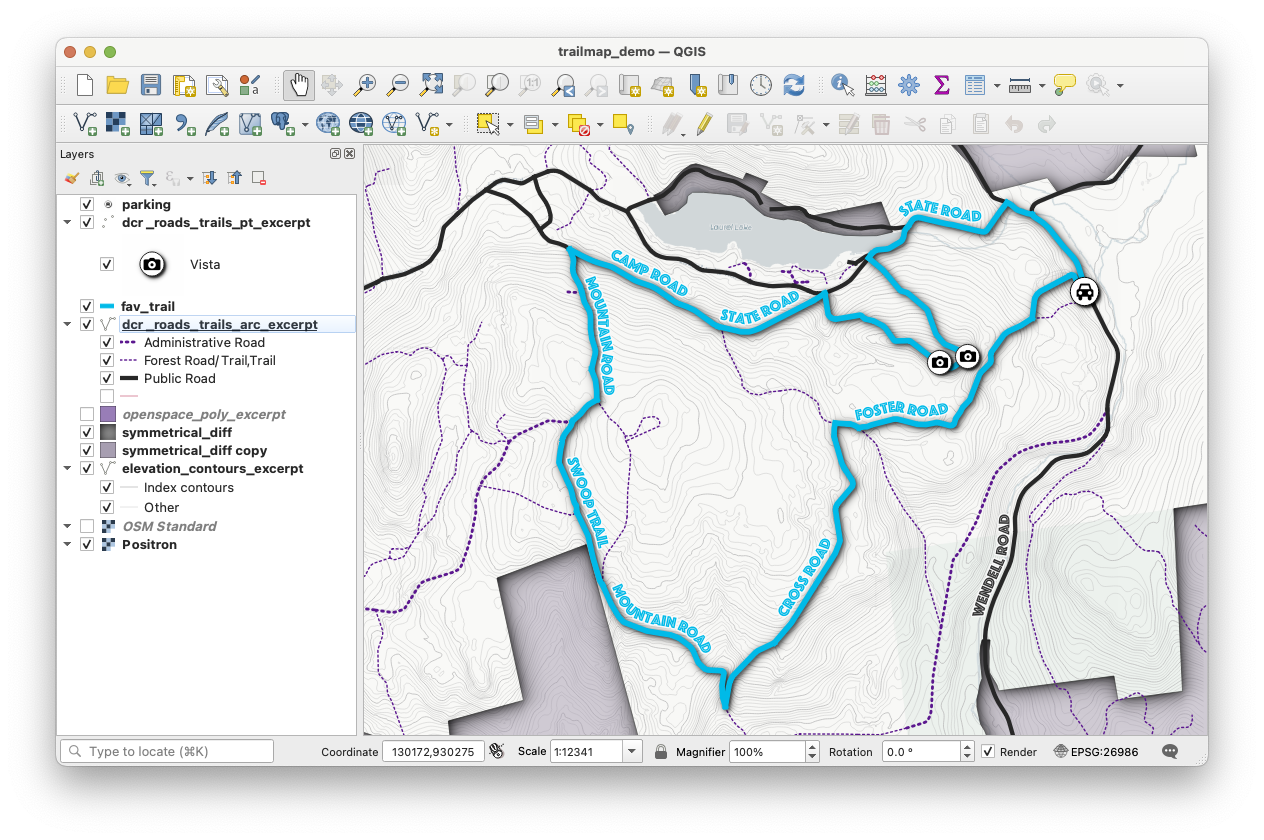 trailmap_demo — QGIS
1:1
a
Layers
parking
dcr_roads_trails_pt_excerpt
Vista
fav_trail
dcr_roads_trails_arc_excerpt
Administrative Road
Forest Road/ Trail,Trail
Public Road
openspace_poly_excerpt
symmetrical_diff
symmetrical_diff copy
elevation_contours_excerpt
Index contours
Other
OSM Standard
Positron
STATE ROAD
Laurel Lake
CAMP ROAD
STATE ROAD
MOUNTAIN ROAD
FOSTER ROAD
SWOOP TRAIL
CROSS ROAD
WENDELL ROAD
MOUNTAIN ROAD
Type to locate (⌘K)
Coordinate 130172,930275 Scale 1:12341 Magnifier 100% Rotation 0.0 ° Render EPSG:26986